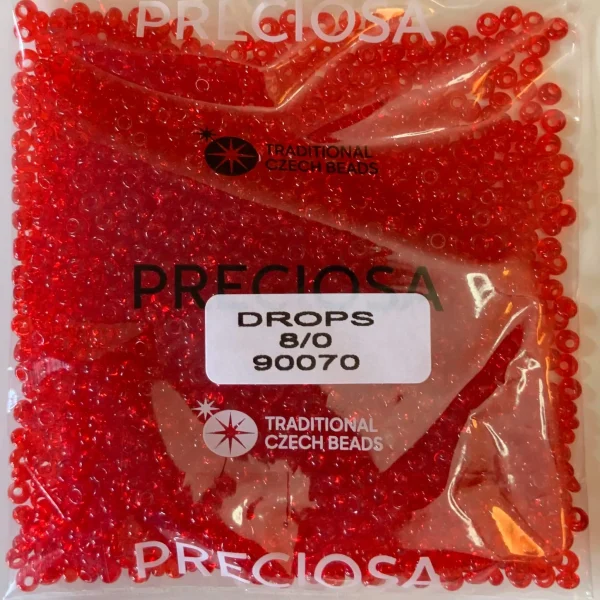 PRECIOSA
TRADITIONAL
CZECH BEADS
PRECIOSA
DROPS
8/0
90070
TRADITIONAL
CZECH BEADS
PRECIOSA